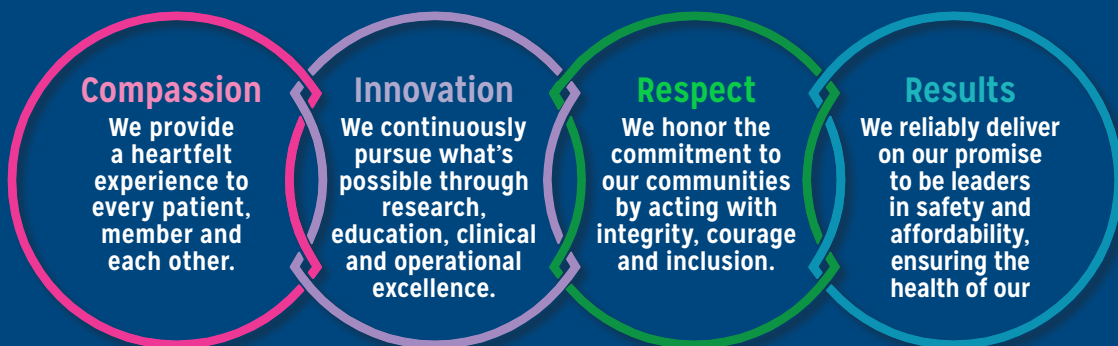 Compassion
We provide
a heartfelt
experience to
every patient,
member and
each other.
Innovation
We continuously
pursue what's
possible through
research,
education, clinical
and operational
excellence.
Respect
We honor the
commitment to
our communities
by acting with
integrity, courage
and inclusion.
Results
We reliably deliver
on our promise
to be leaders
in safety and
affordability,
ensuring the
health of our